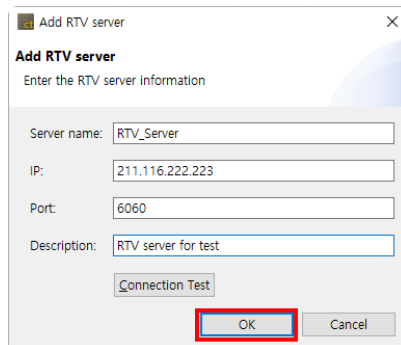 ct Add RTV server
Add RTV server
Enter the RTV server information
Server name: RTV_Server
IP: 211.116.222.223
Port: 6060
Description: RTV server for test
Connection Test
OK Cancel